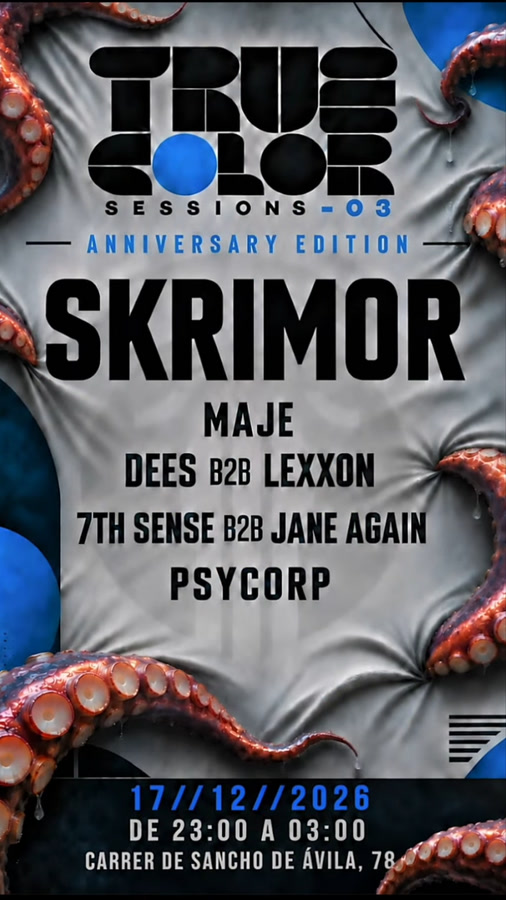 TRUE
COLOR
SESSIONS - 03
ANNIVERSARY EDITION
SKRIMOR
MAJE
DEES B2B LEXXON
7TH SENSE B2B JANE AGAIN
PSYCORP
17//12//2026
DE 23:00 A 03:00
CARRER DE SANCHO DE ÁVILA, 78